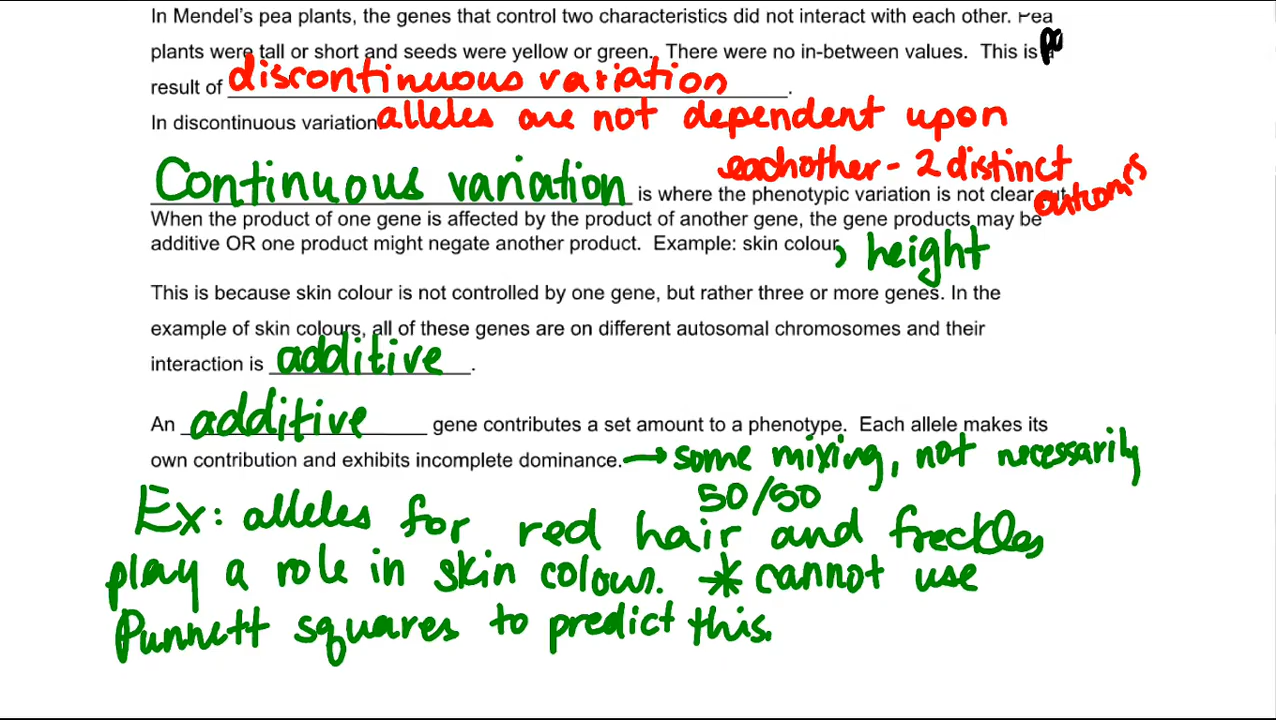 In Mendel's pea plants, the genes that control two characteristics did not interact with each other. Pea
plants were tall or short and seeds were yellow or green. There were no in-between values. This is
result of discontinuous variation.
In discontinuous variation alleles are not dependent upon
eachother - 2 distinct
outcomes
Continuous variation is where the phenotypic variation is not clear
When the product of one gene is affected by the product of another gene, the gene products may be
additive OR one product might negate another product. Example: skin colour, height
This is because skin colour is not controlled by one gene, but rather three or more genes. In the
example of skin colours, all of these genes are on different autosomal chromosomes and their
interaction is additive.
An additive gene contributes a set amount to a phenotype. Each allele makes its
own contribution and exhibits incomplete dominance. → some mixing, not necessarily
50/50
Ex: alleles for red hair and freckles
play a role in skin colour. * cannot use
Punnett squares to predict this.